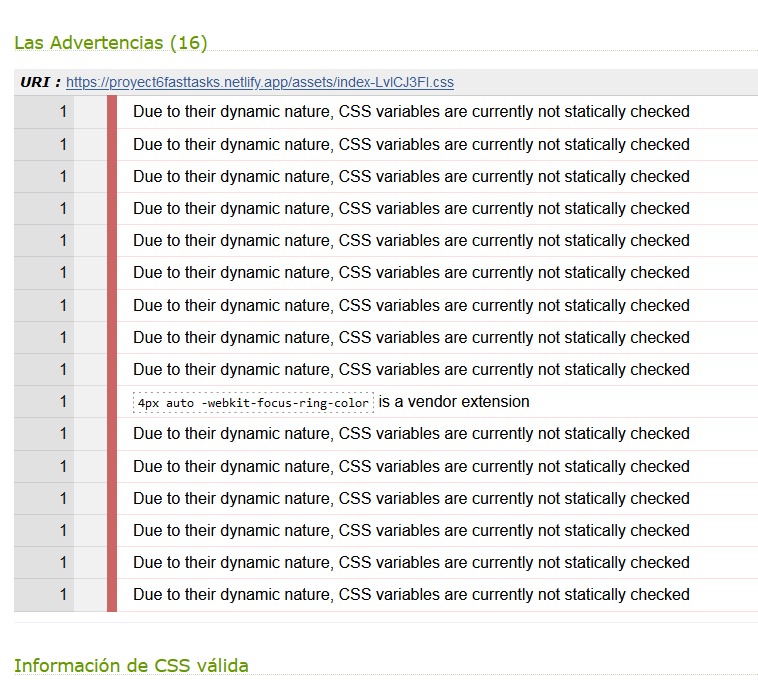 Las Advertencias (16)
URI : https://proyect6fasttasks.netlify.app/assets/index-LvlCJ3Fl.css
1 Due to their dynamic nature, CSS variables are currently not statically checked
1 Due to their dynamic nature, CSS variables are currently not statically checked
1 Due to their dynamic nature, CSS variables are currently not statically checked
1 Due to their dynamic nature, CSS variables are currently not statically checked
1 Due to their dynamic nature, CSS variables are currently not statically checked
1 Due to their dynamic nature, CSS variables are currently not statically checked
1 Due to their dynamic nature, CSS variables are currently not statically checked
1 Due to their dynamic nature, CSS variables are currently not statically checked
1 Due to their dynamic nature, CSS variables are currently not statically checked
1 4px auto -webkit-focus-ring-color is a vendor extension
1 Due to their dynamic nature, CSS variables are currently not statically checked
1 Due to their dynamic nature, CSS variables are currently not statically checked
1 Due to their dynamic nature, CSS variables are currently not statically checked
1 Due to their dynamic nature, CSS variables are currently not statically checked
1 Due to their dynamic nature, CSS variables are currently not statically checked
1 Due to their dynamic nature, CSS variables are currently not statically checked
Información de CSS válida